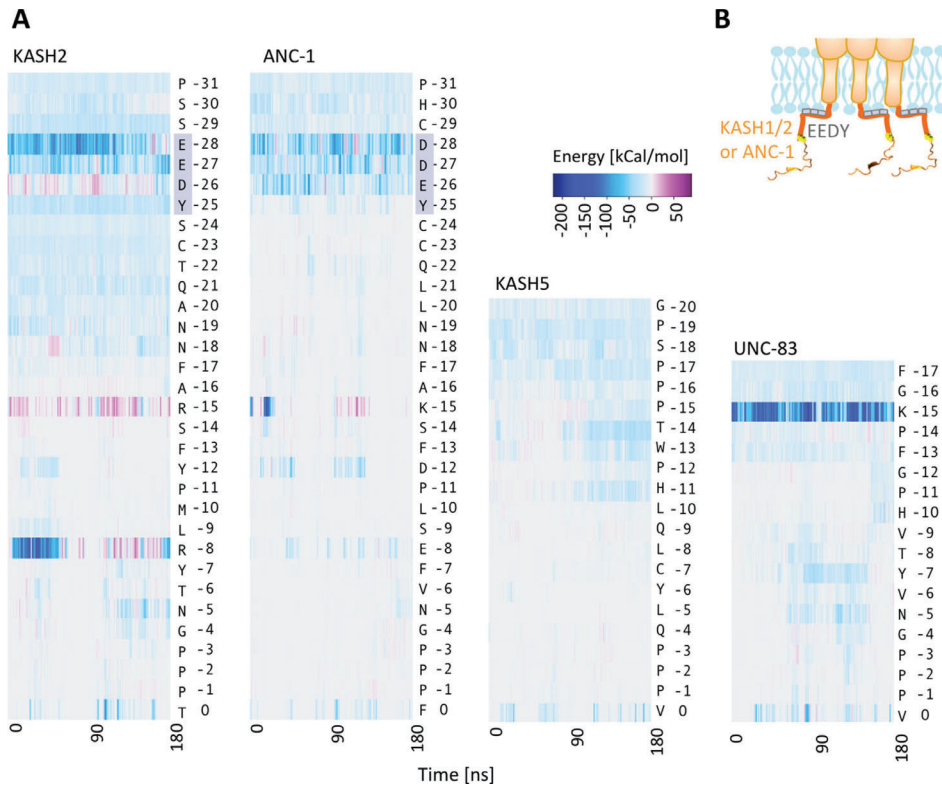 A
KASH2
P -31
S -30
S -29
E -28
E -27
D -26
Y -25
S -24
C -23
T -22
Q -21
A -20
N -19
N -18
F -17
A -16
R -15
S -14
F -13
Y -12
P -11
M -10
L -9
R -8
Y -7
T -6
N -5
G -4
P -3
P -2
P -1
T 0
0
90
180
ANC-1
P -31
H -30
C -29
D -28
D -27
E -26
Y -25
C -24
C -23
Q -22
L -21
L -20
N -19
N -18
F -17
A -16
K -15
S -14
F -13
D -12
P -11
L -10
S -9
E -8
F -7
V -6
N -5
G -4
P -3
P -2
P -1
F 0
0
90
180
Energy [kCal/mol]
-200
-150
-100
-50
0
50
KASH5
G -20
P -19
S -18
P -17
P -16
P -15
T -14
W -13
P -12
H -11
L -10
Q -9
L -8
C -7
Y -6
L -5
Q -4
P -3
P -2
P -1
V 0
0
90
180
B
KASH1/2
or ANC-1
EEDY
UNC-83
F -17
G -16
K -15
P -14
F -13
G -12
P -11
H -10
V -9
T -8
Y -7
V -6
N -5
G -4
P -3
P -2
P -1
V 0
0
90
180
Time [ns]